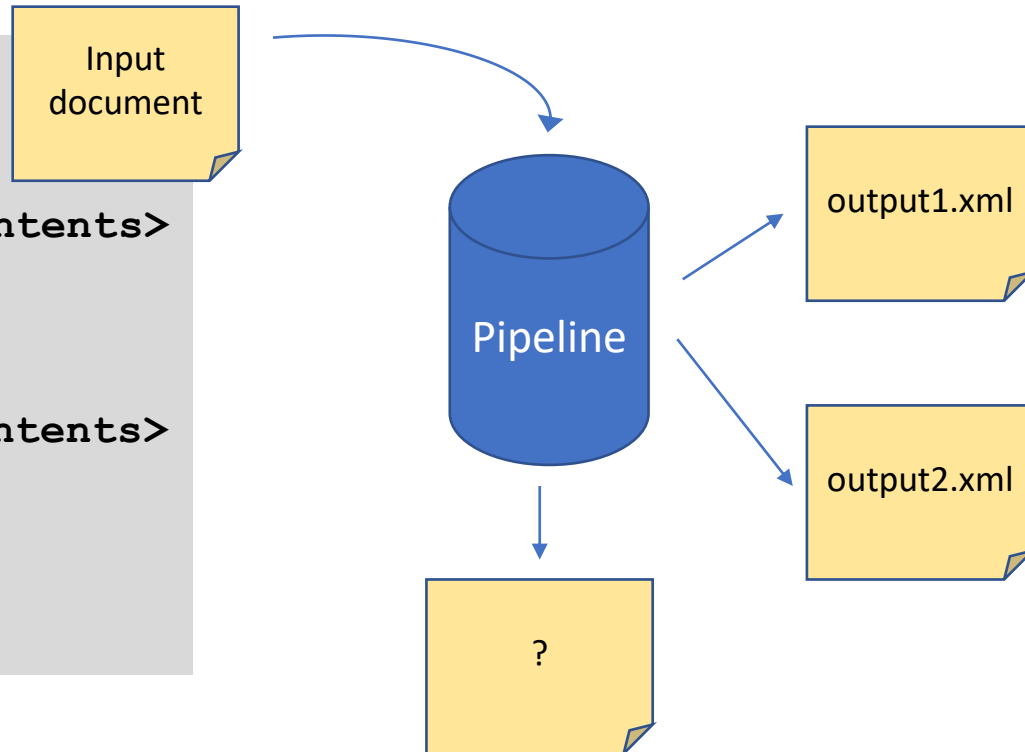 Input
document
ntents>
ntents>
Pipeline
output1.xml
output2.xml
?